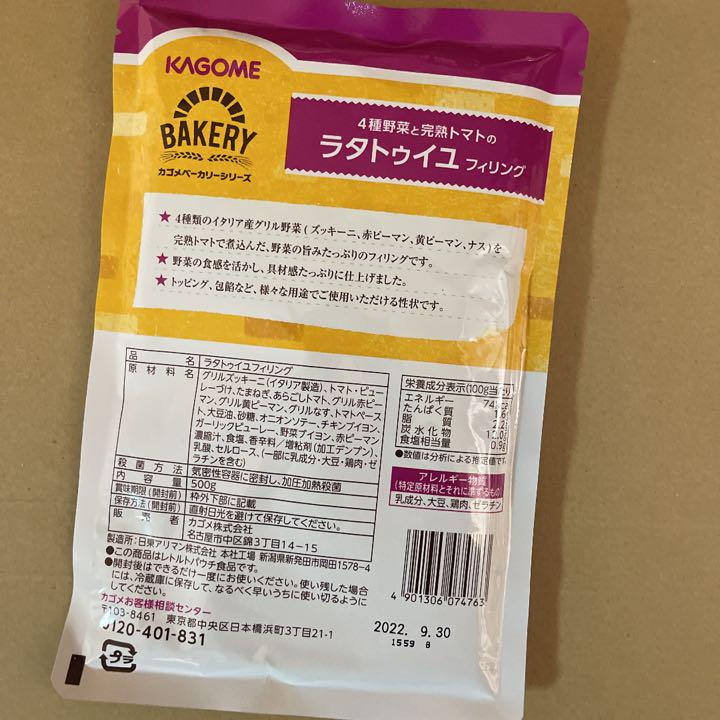 KAGOME
BAKERY
カゴメベーカリーシリーズ
4種野菜と完熟トマトの
ラタトゥイユ フィリング
★ 4種類のイタリア産グリル野菜(ズッキーニ、赤ピーマン、黄ピーマン、ナス)を
完熟トマトで煮込んだ、野菜の旨みたっぷりのフィリングです。
★ 野菜の食感を活かし、具材感たっぷりに仕上げました。
★ トッピング、包餡など、様々な用途でご使用いただける性状です。
品名 ラタトゥイユフィリング
原材料名 グリルズッキーニ(イタリア製造)、トマト・ピュー
レーづけ、たまねぎ、あらごしトマト、グリル赤ピー
マン、グリル黄ピーマン、グリルなす、トマトペース
ト、大豆油、砂糖、オニオンソテー、チキンブイヨン、
ガーリックピューレー、野菜ブイヨン、赤ピーマン
濃縮汁、食塩、香辛料/増粘剤(加工デンプン)、
乳酸、セルロース、(一部に乳成分・大豆・鶏肉・ゼ
ラチンを含む)
殺菌方法 気密性容器に密封し、加圧加熱殺菌
内容量 500g
賞味期限(開封前) 枠外下部に記載
保存方法(開封前) 直射日光を避けて保存してください。
販売者 カゴメ株式会社
名古屋市中区錦3丁目14-15
製造所:日東アリマン株式会社 本社工場 新潟県新発田市岡田1578-4
●この商品はレトルトパウチ食品です。
●開封後はできるだけ一度にお使いください。使い残した場合
には、冷蔵庫に保存して、なるべく早いうちに使い切るように
してください。
カゴメお客様相談センター
〒103-8461 東京都中央区日本橋浜町3丁目21-1
0120-401-831
プラ
栄養成分表示(100g当たり)
エネルギー
たんぱく質
脂質 2.2g
炭水化物
食塩相当量 0.9g
●数値は分析による推定値です。
アレルギー物質
(特定原材料とそれに準ずるもの)
乳成分、大豆、鶏肉、ゼラチン
4 901306 074763
2022. 9.30
1559 B